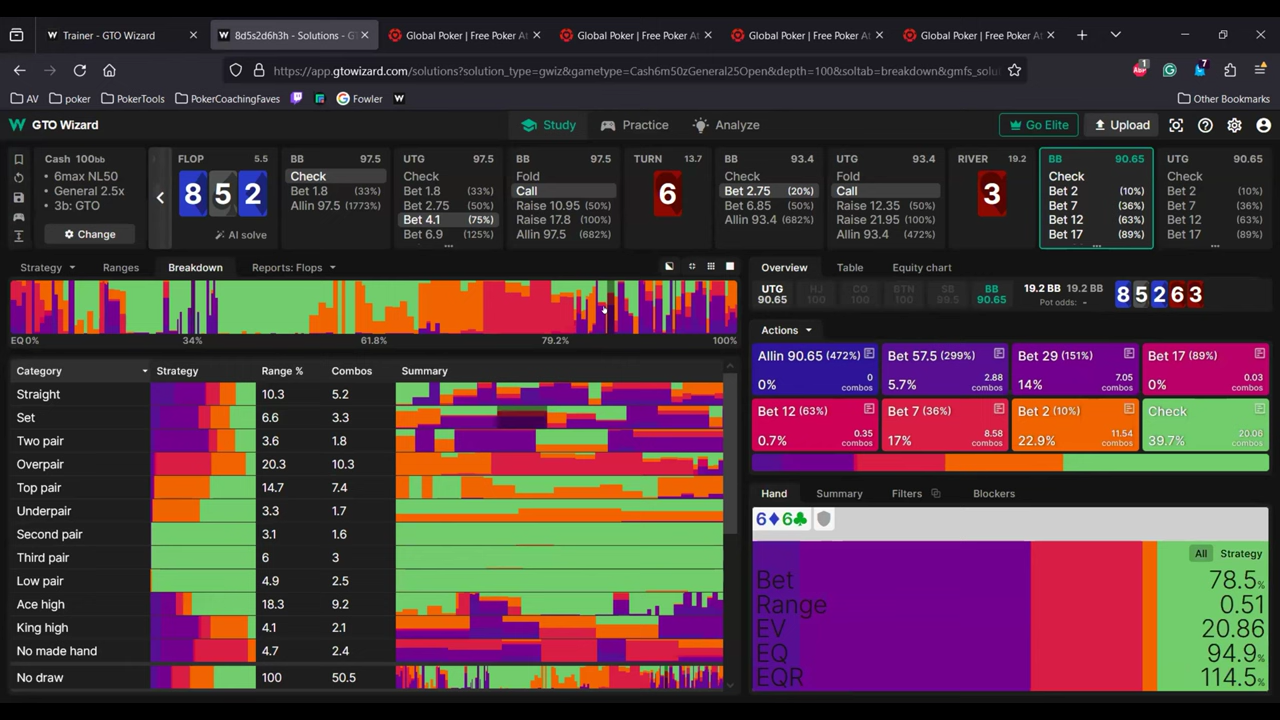 Trainer - GTO Wizard
8d5s2d6h3h - Solutions - GT
Global Poker | Free Poker At
Global Poker | Free Poker At
Global Poker | Free Poker At
Global Poker | Free Poker At
https://app.gtowizard.com/solutions?solution_type=gwiz&gametype=Cash6m50zGeneral25Open&depth=100&soltab=breakdown&gmfs_solu
1
7
AV
poker
PokerTools
PokerCoachingFaves
Fowler
W
Other Bookmarks
GTO Wizard
Study
Practice
Analyze
Go Elite
Upload
Cash 100bb
• 6max NL50
• General 2.5x
• 3b: GTO
Change
FLOP 5.5
8 5 2
AI solve
BB 97.5
Check
Bet 1.8 (33%)
Allin 97.5 (1773%)
UTG 97.5
Check
Bet 1.8 (33%)
Bet 2.75 (50%)
Bet 4.1 (75%)
Bet 6.9 (125%)
BB 97.5
Fold
Call
Raise 10.95 (50%)
Raise 17.8 (100%)
Allin 97.5 (682%)
TURN 13.7
6
BB 93.4
Check
Bet 2.75 (20%)
Bet 6.85 (50%)
Allin 93.4 (682%)
UTG 93.4
Fold
Call
Raise 12.35 (50%)
Raise 21.95 (100%)
Allin 93.4 (472%)
RIVER 19.2
3
BB 90.65
Check
Bet 2 (10%)
Bet 7 (36%)
Bet 12 (63%)
Bet 17 (89%)
UTG 90.65
Check
Bet 2 (10%)
Bet 7 (36%)
Bet 12 (63%)
Bet 17 (89%)
Strategy
Ranges
Breakdown
Reports: Flops
EQ 0% 34% 61.8% 79.2% 100%
Category Strategy Range % Combos Summary
Straight 10.3 5.2
Set 6.6 3.3
Two pair 3.6 1.8
Overpair 20.3 10.3
Top pair 14.7 7.4
Underpair 3.3 1.7
Second pair 3.1 1.6
Third pair 6 3
Low pair 4.9 2.5
Ace high 18.3 9.2
King high 4.1 2.1
No made hand 4.7 2.4
No draw 100 50.5
Overview
Table
Equity chart
UTG HJ CO BTN SB BB
90.65 100 100 100 99.5 90.65
19.2 BB 19.2 BB
Pot odds: -
8 5 2 6 3
Actions
Allin 90.65 (472%)
0%
0
combos
Bet 57.5 (299%)
5.7%
2.88
combos
Bet 29 (151%)
14%
7.05
combos
Bet 17 (89%)
0%
0.03
combos
Bet 12 (63%)
0.7%
0.35
combos
Bet 7 (36%)
17%
8.58
combos
Bet 2 (10%)
22.9%
11.54
combos
Check
39.7%
20.06
combos
Hand
Summary
Filters
Blockers
6♦6♣
All
Strategy
Bet 78.5%
Range 0.51
EV 20.86
EQ 94.9%
EQR 114.5%